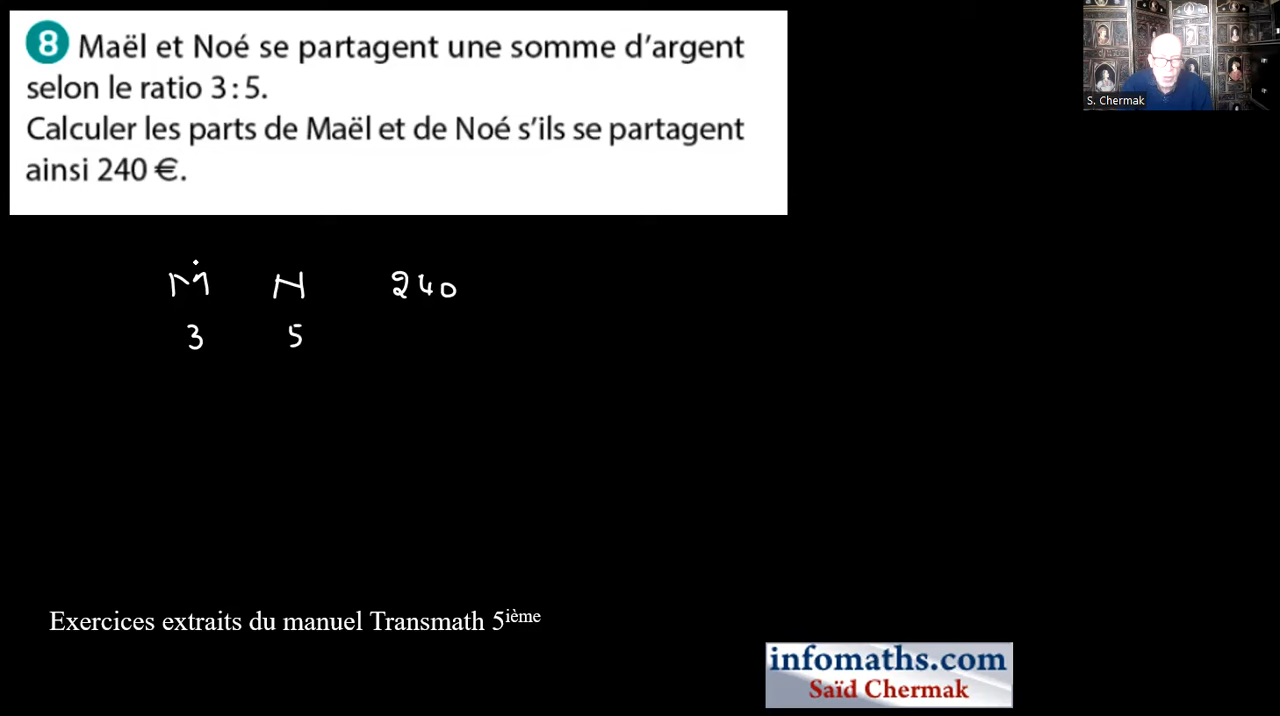 8 Maël et Noé se partagent une somme d'argent
selon le ratio 3 : 5.
Calculer les parts de Maël et de Noé s'ils se partagent
ainsi 240 €.
S. Chermak
M N 240
3 5
Exercices extraits du manuel Transmath 5ième
infomaths.com
Saïd Chermak